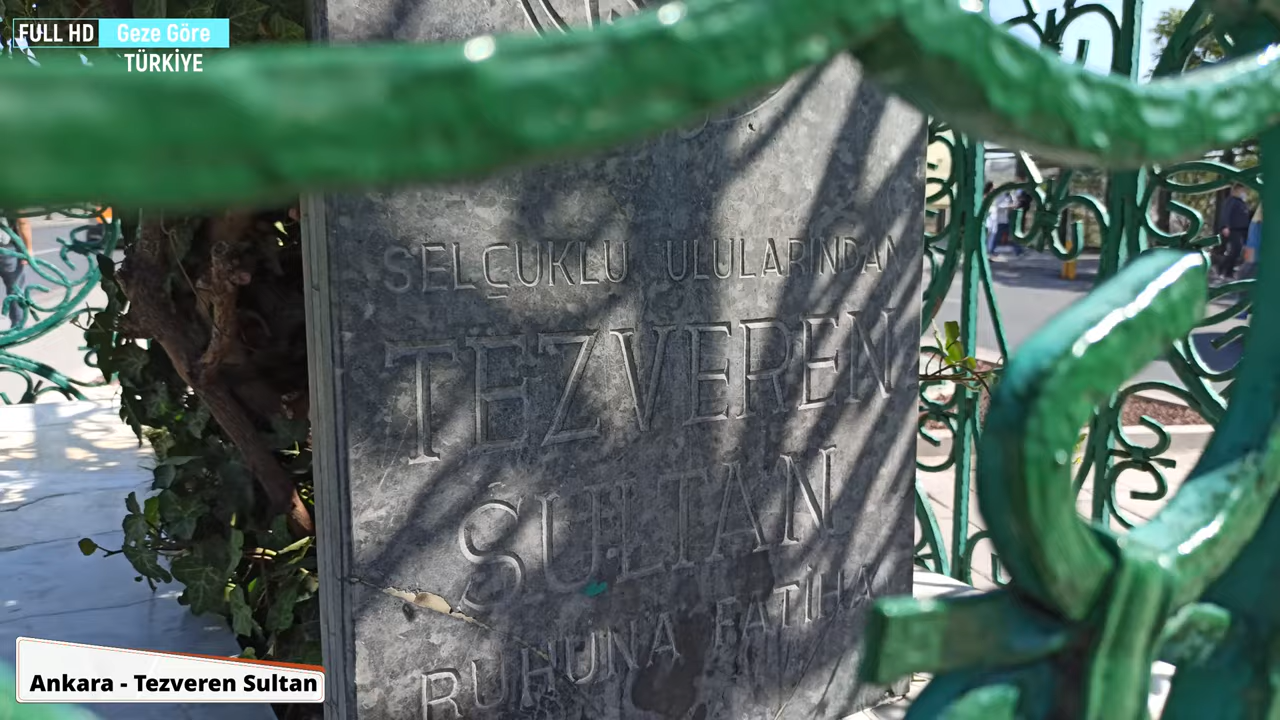 FULL HD Geze Göre
TÜRKİYE
SELÇUKLU ULULARINDAN
TEZVEREN
SULTAN
RUHUNA FATİHA
Ankara - Tezveren Sultan